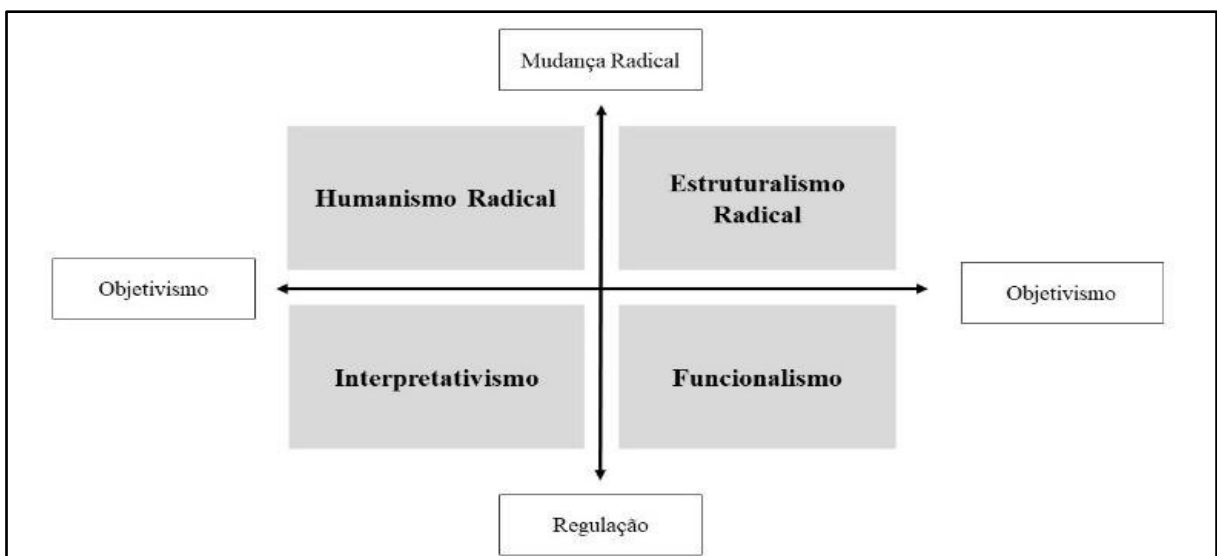 Mudança Radical
Humanismo Radical
Estruturalismo
Radical
Objetivismo
Objetivismo
Interpretativismo
Funcionalismo
Regulação